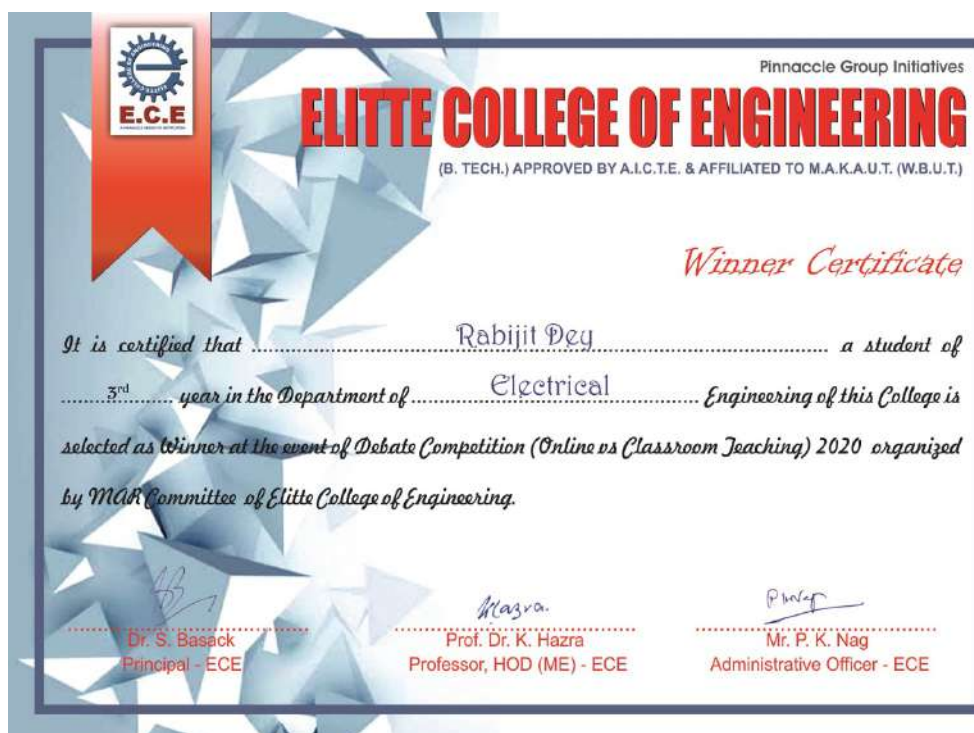 Pinnaccle Group Initiatives
E.C.E
ELITTE COLLEGE OF ENGINEERING
(B. TECH.) APPROVED BY A.I.C.T.E. & AFFILIATED TO M.A.K.A.U.T. (W.B.U.T.)
Winner Certificate
It is certified that ........ Rabijit Dey ........ a student of
........ 3rd ........ year in the Department of ........ Electrical ........ Engineering of this College is
selected as Winner at the event of Debate Competition (Online vs Classroom Teaching) 2020 organized
by MAR Committee of Elitte College of Engineering.
Hazra.
Dr. S. Basack
Principal - ECE
Prof. Dr. K. Hazra
Professor, HOD (ME) - ECE
Mr. P. K. Nag
Administrative Officer - ECE